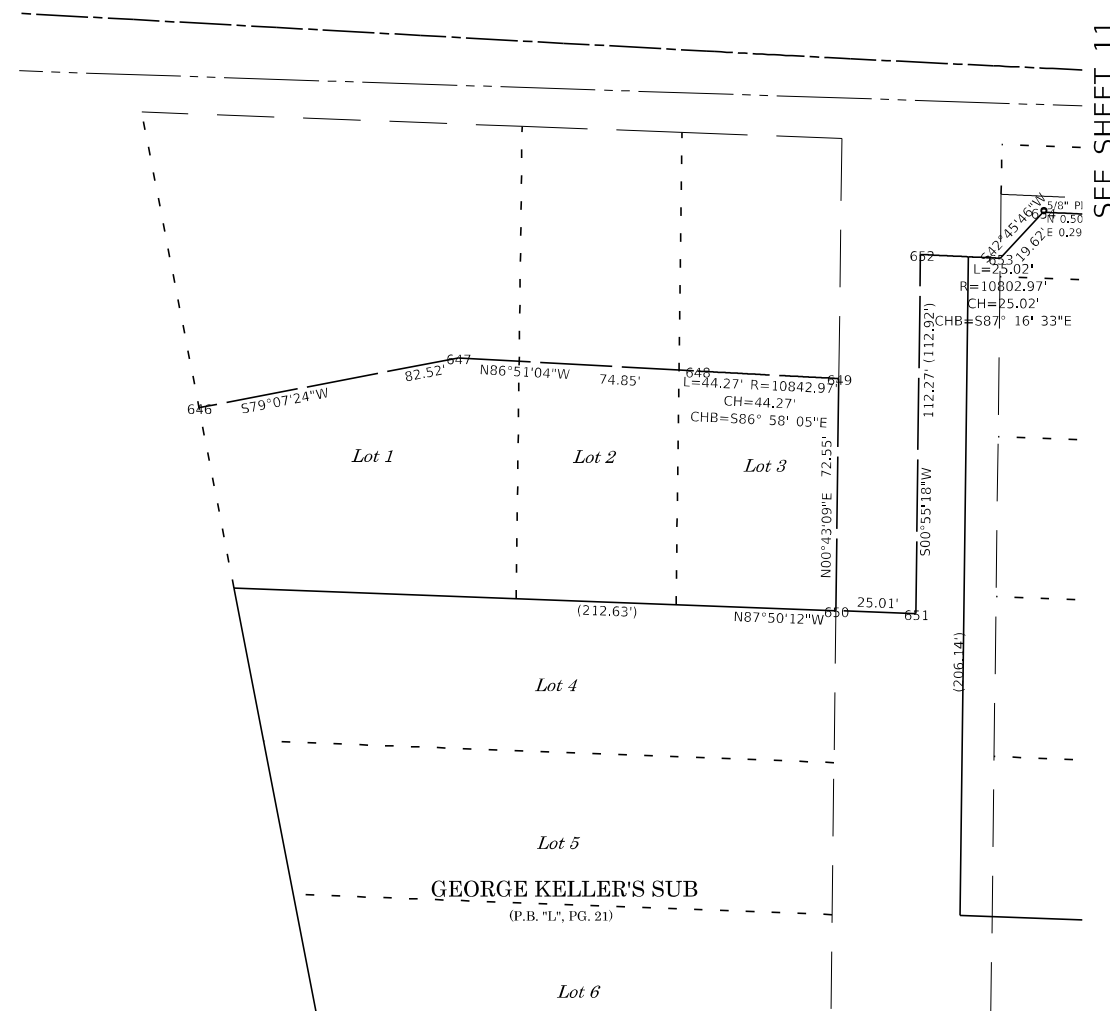 SEE SHEET 11
5/8" PI
654
N 0.50
E 0.29
S42°45'46"W
19.62'
652
653
L=25.02'
R=10802.97'
CH=25.02'
CHB=S87° 16' 33"E
112.27' (112.92')
S00°55'18"W
647
82.52'
N86°51'04"W
74.85'
648
649
L=44.27' R=10842.97'
CH=44.27'
CHB=S86° 58' 05"E
646
S79°07'24"W
Lot 1
Lot 2
Lot 3
N00°43'09"E 72.55'
(212.63')
N87°50'12"W
650
25.01'
651
(206.14')
Lot 4
Lot 5
GEORGE KELLER'S SUB
(P.B. "L", PG. 21)
Lot 6